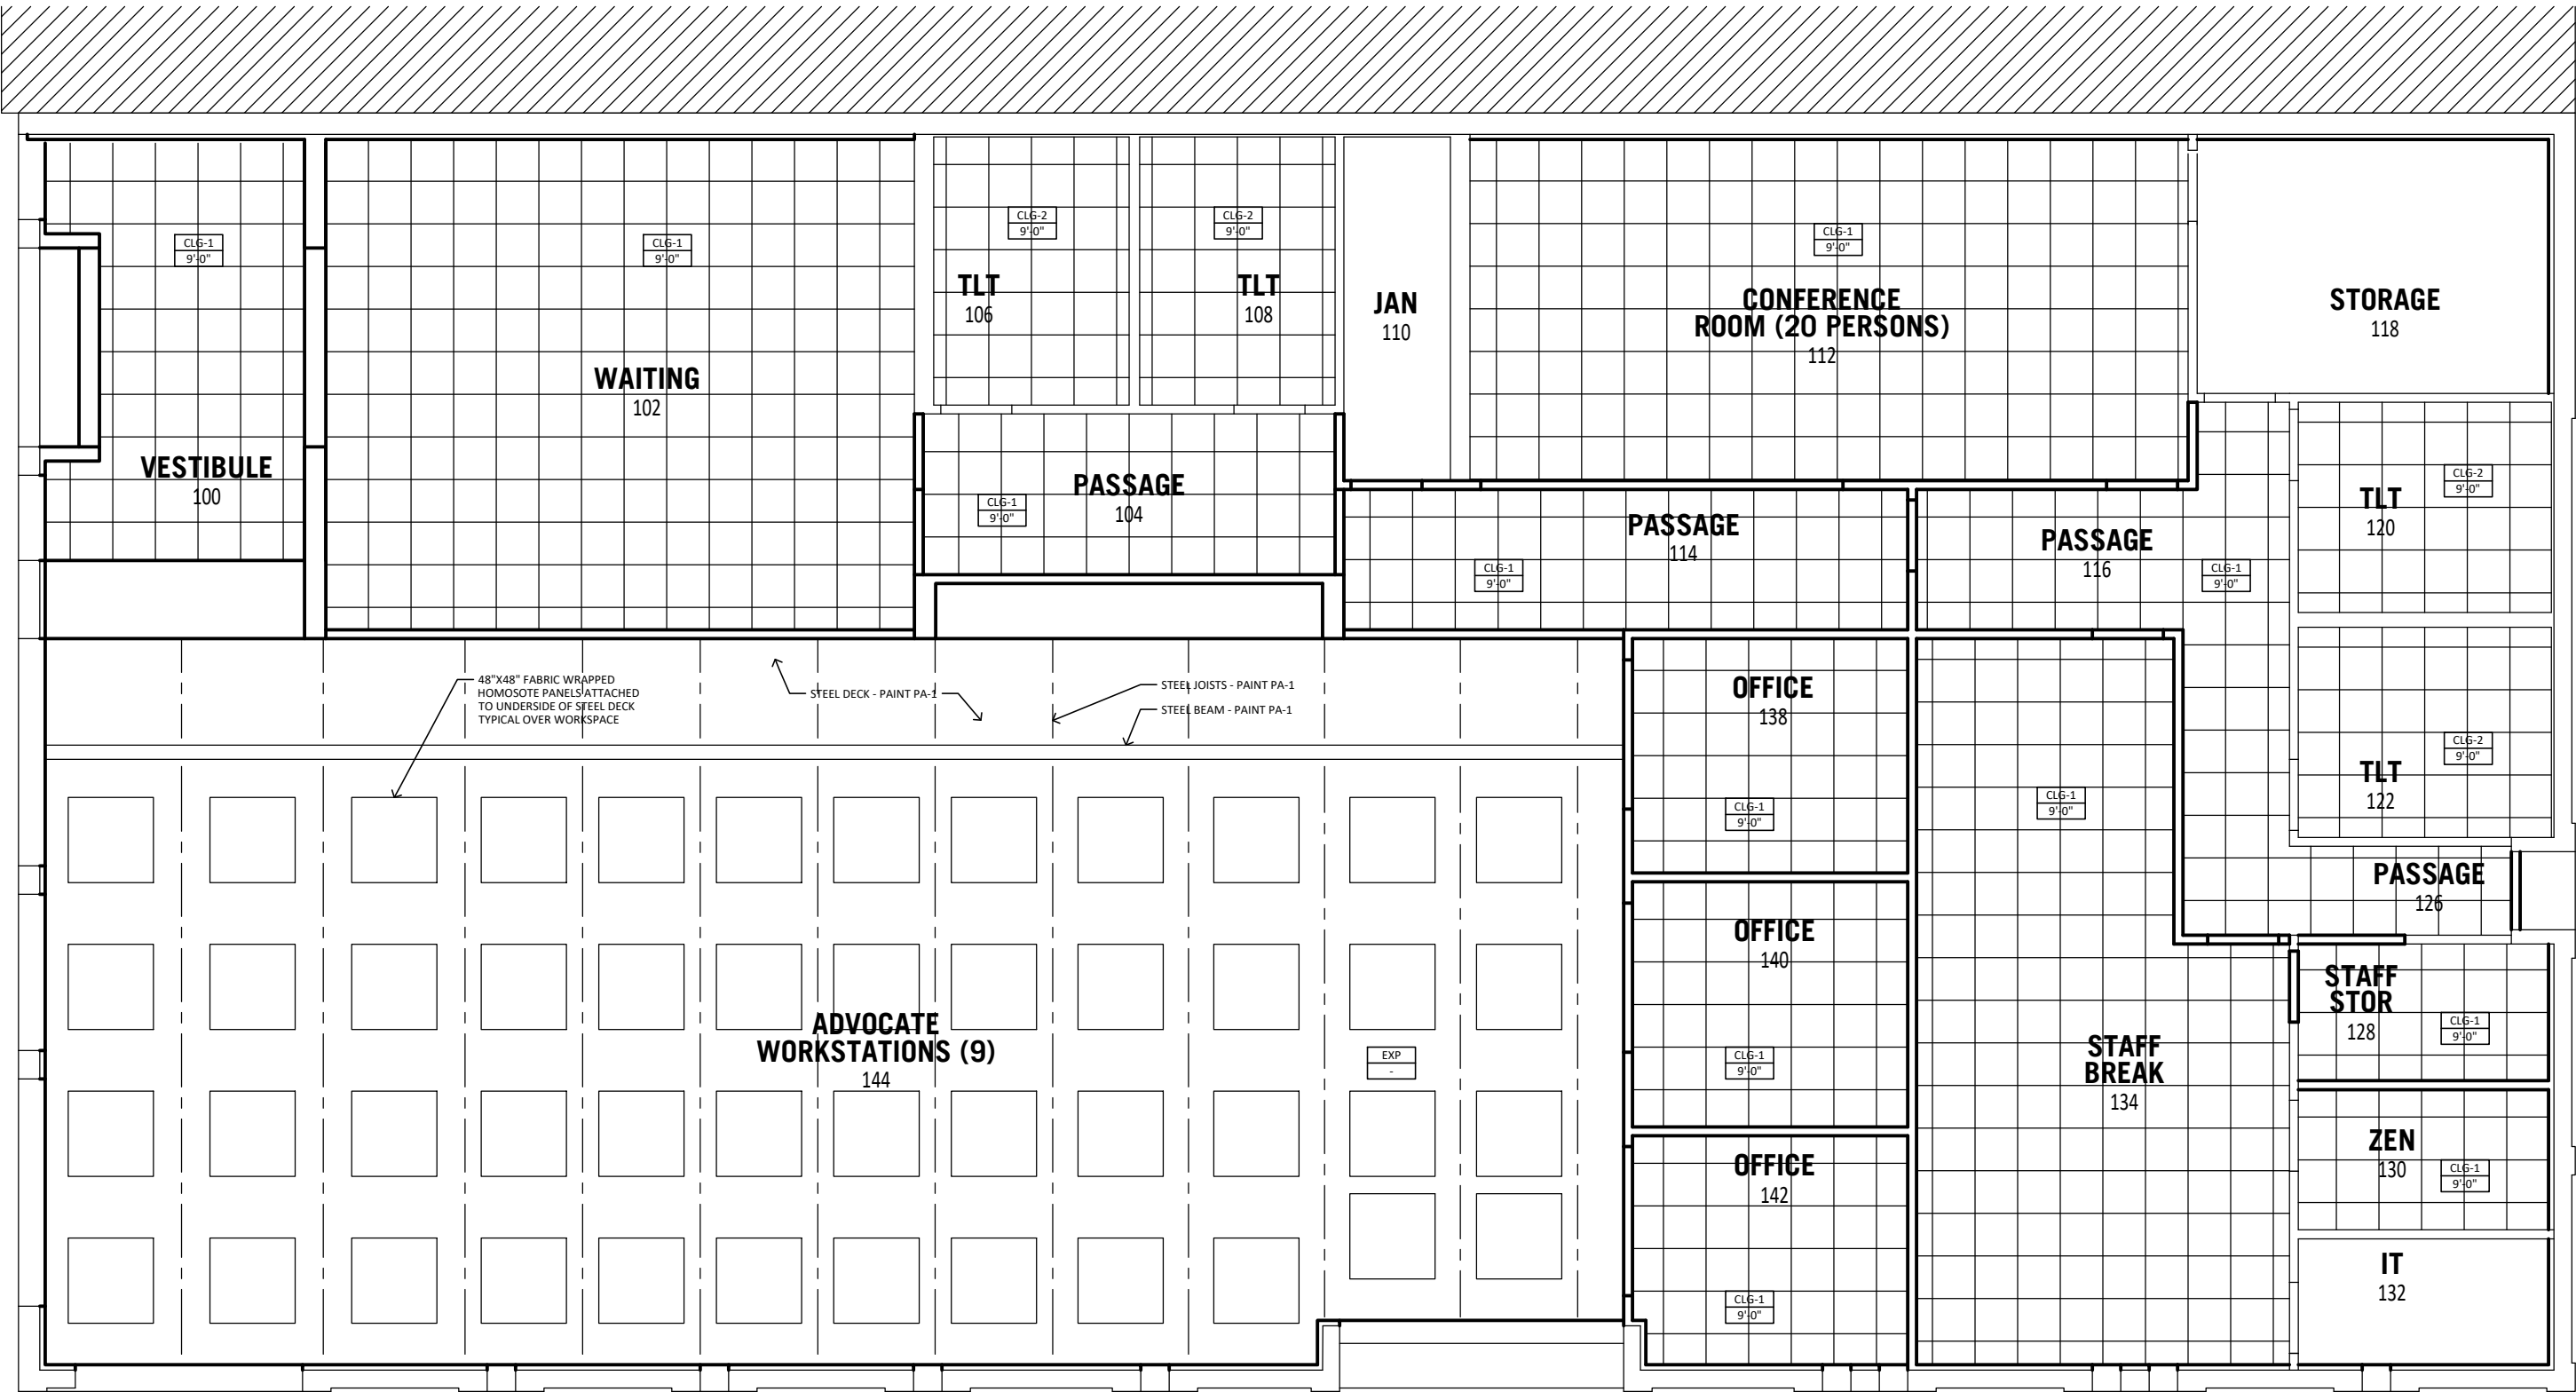 CLG-1
9'-0"
VESTIBULE
100
CLG-1
9'-0"
WAITING
102
CLG-2
9'-0"
TLT
106
CLG-2
9'-0"
TLT
108
JAN
110
CLG-1
9'-0"
CONFERENCE
ROOM (20 PERSONS)
112
STORAGE
118
PASSAGE
104
CLG-1
9'-0"
PASSAGE
114
CLG-1
9'-0"
PASSAGE
116
CLG-1
9'-0"
CLG-2
9'-0"
TLT
120
CLG-2
9'-0"
TLT
122
48"X48" FABRIC WRAPPED
HOMOSOTE PANELS ATTACHED
TO UNDERSIDE OF STEEL DECK
TYPICAL OVER WORKSPACE
STEEL DECK - PAINT PA-1
STEEL JOISTS - PAINT PA-1
STEEL BEAM - PAINT PA-1
OFFICE
138
CLG-1
9'-0"
CLG-1
9'-0"
PASSAGE
126
OFFICE
140
CLG-1
9'-0"
STAFF
STOR
128
CLG-1
9'-0"
ADVOCATE
WORKSTATIONS (9)
144
EXP
-
STAFF
BREAK
134
ZEN
130
CLG-1
9'-0"
OFFICE
142
CLG-1
9'-0"
IT
132